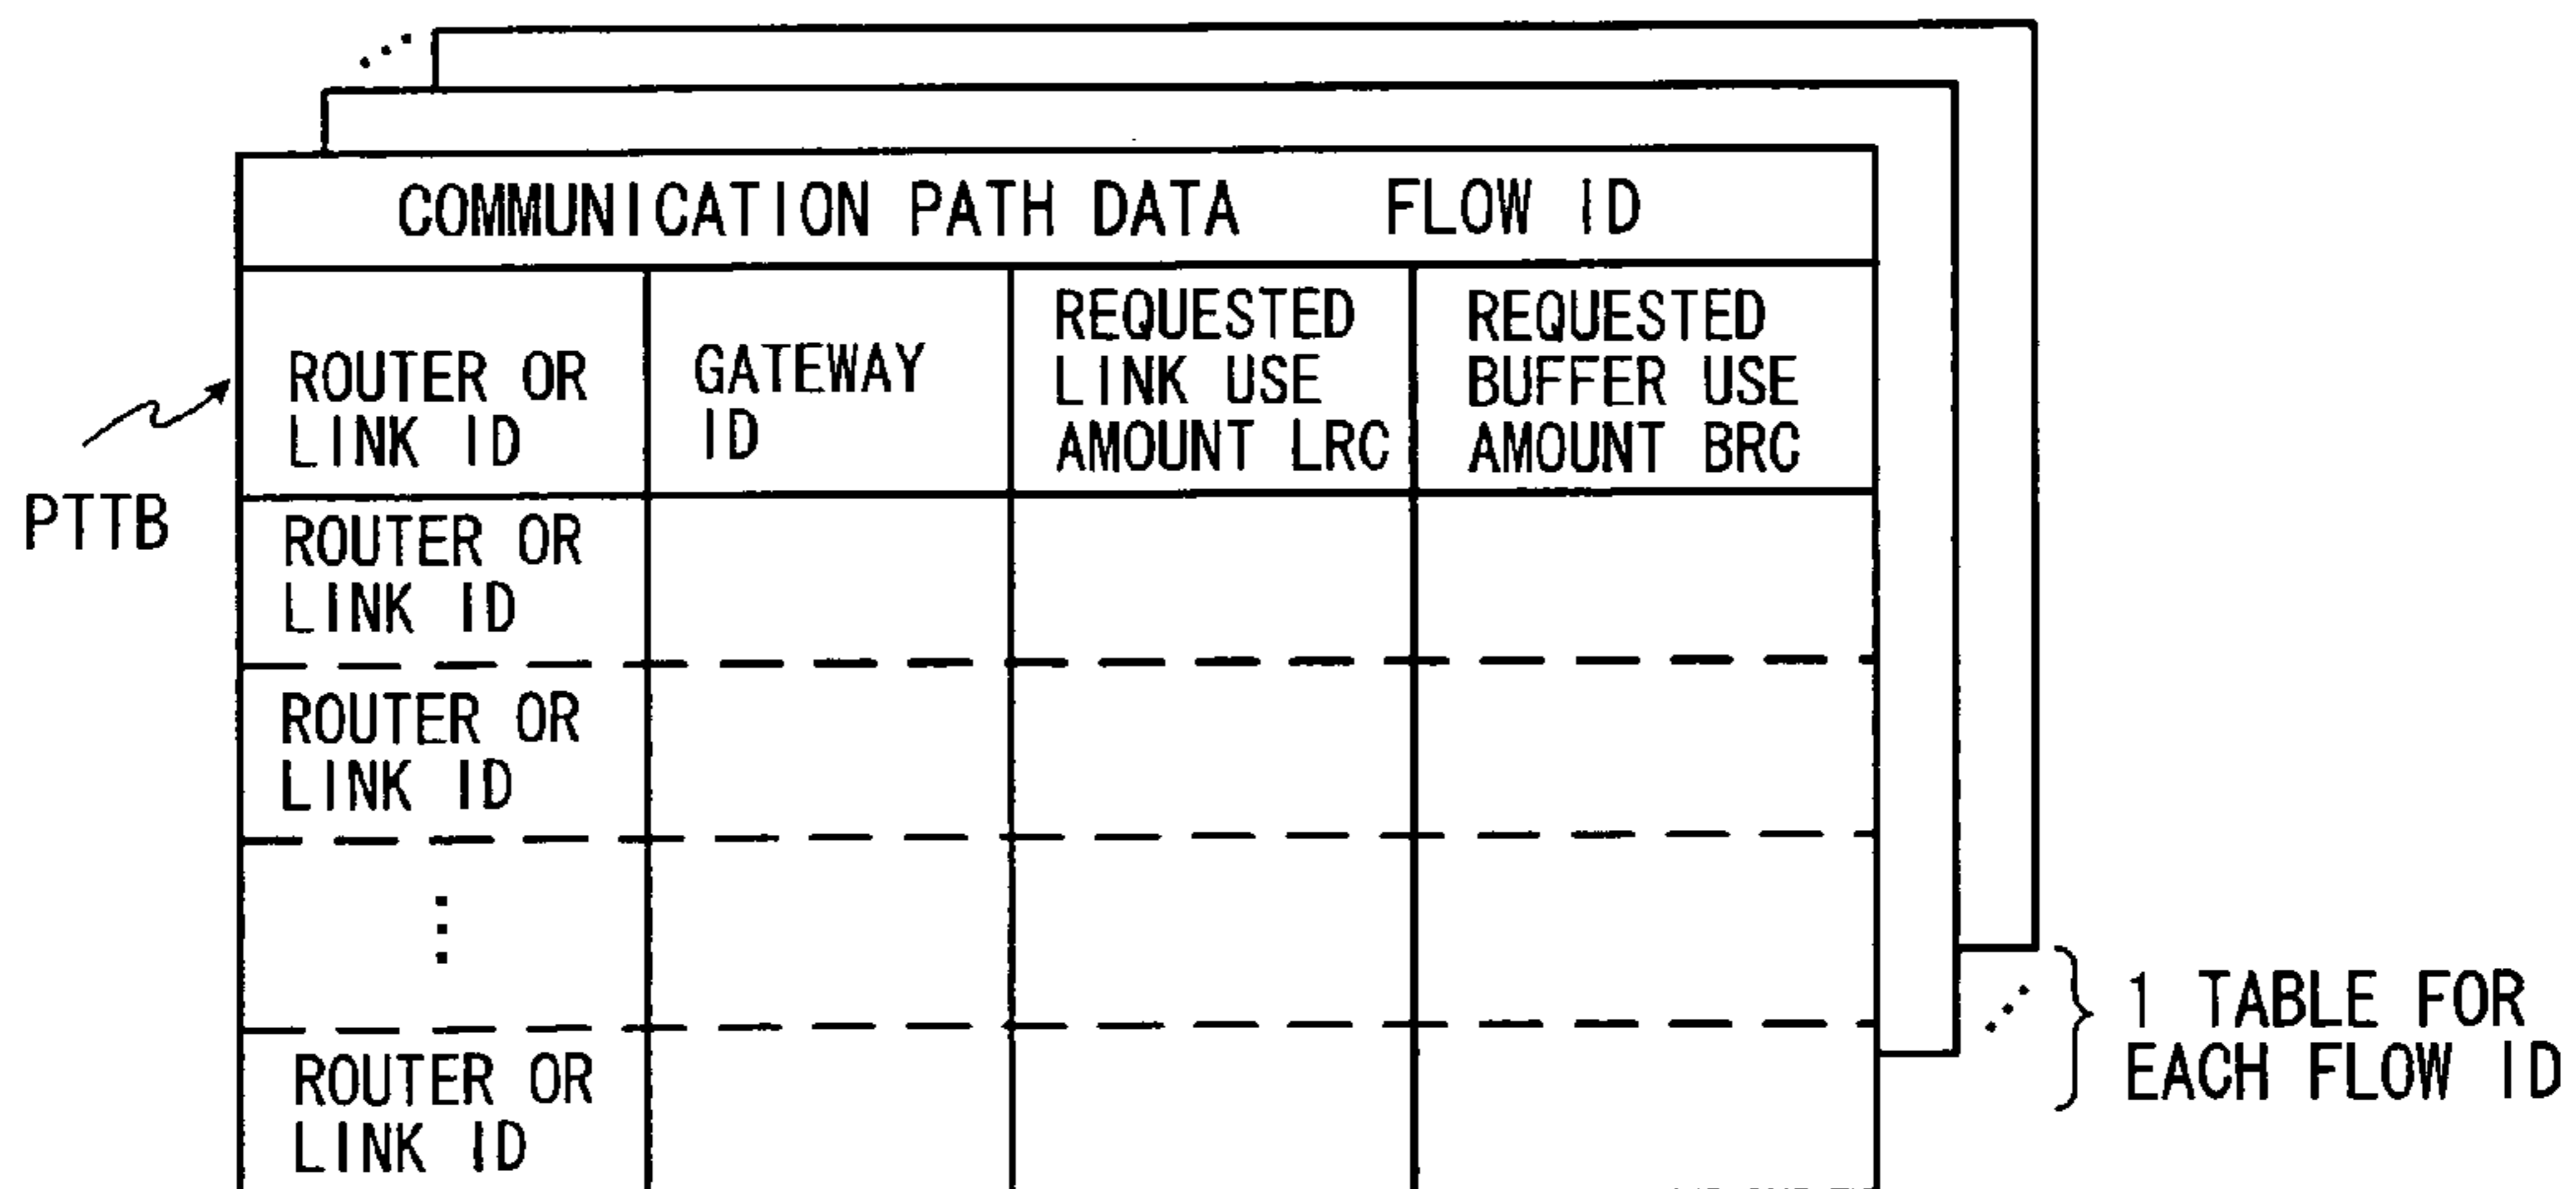 COMMUNICATION PATH DATA FLOW ID
ROUTER OR
LINK ID
GATEWAY
ID
REQUESTED
LINK USE
AMOUNT LRC
REQUESTED
BUFFER USE
AMOUNT BRC
PTTB
ROUTER OR
LINK ID
ROUTER OR
LINK ID
ROUTER OR
LINK ID
1 TABLE FOR
EACH FLOW ID